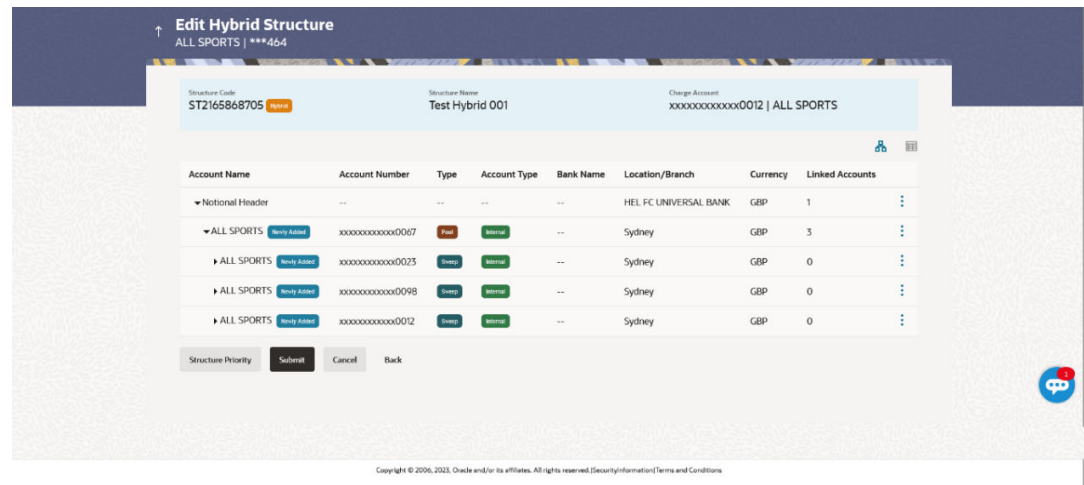 ↑ Edit Hybrid Structure
ALL SPORTS | ***464
Structure Code Structure Name Charge Account
ST2165868705 Hybrid Test Hybrid 001 xxxxxxxxxxxx0012 | ALL SPORTS
Account Name Account Number Type Account Type Bank Name Location/Branch Currency Linked Accounts
Notional Header -- -- -- -- HEL FC UNIVERSAL BANK GBP 1
ALL SPORTS Newly Added xxxxxxxxxxxx0067 Pool Internal -- Sydney GBP 3
ALL SPORTS Newly Added xxxxxxxxxxxx0023 Sweep Internal -- Sydney GBP 0
ALL SPORTS Newly Added xxxxxxxxxxxx0098 Sweep Internal -- Sydney GBP 0
ALL SPORTS Newly Added xxxxxxxxxxxx0012 Sweep Internal -- Sydney GBP 0
Structure Priority Submit Cancel Back
1
Copyright © 2006, 2023, Oracle and/or its affiliates. All rights reserved.|SecurityInformation|Terms and Conditions